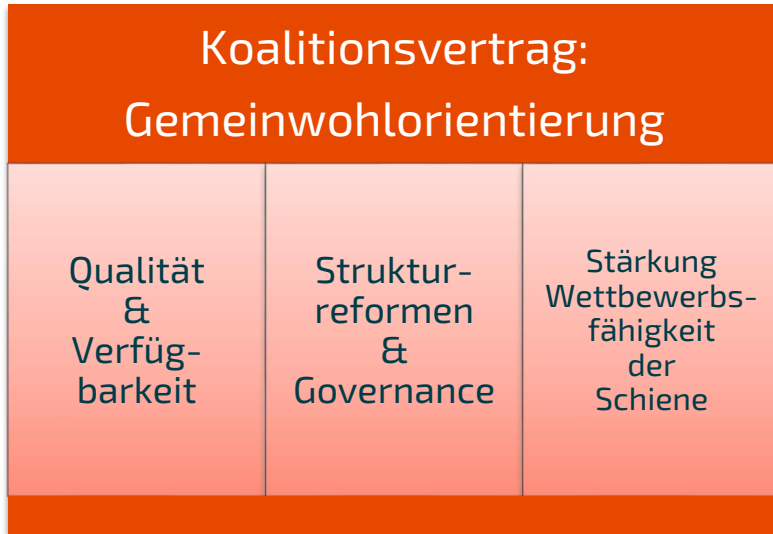 Koalitionsvertrag:
Gemeinwohlorientierung
Qualität
&
Verfüg-
barkeit
Struktur-
reformen
&
Governance
Stärkung
Wettbewerbs-
fähigkeit
der
Schiene